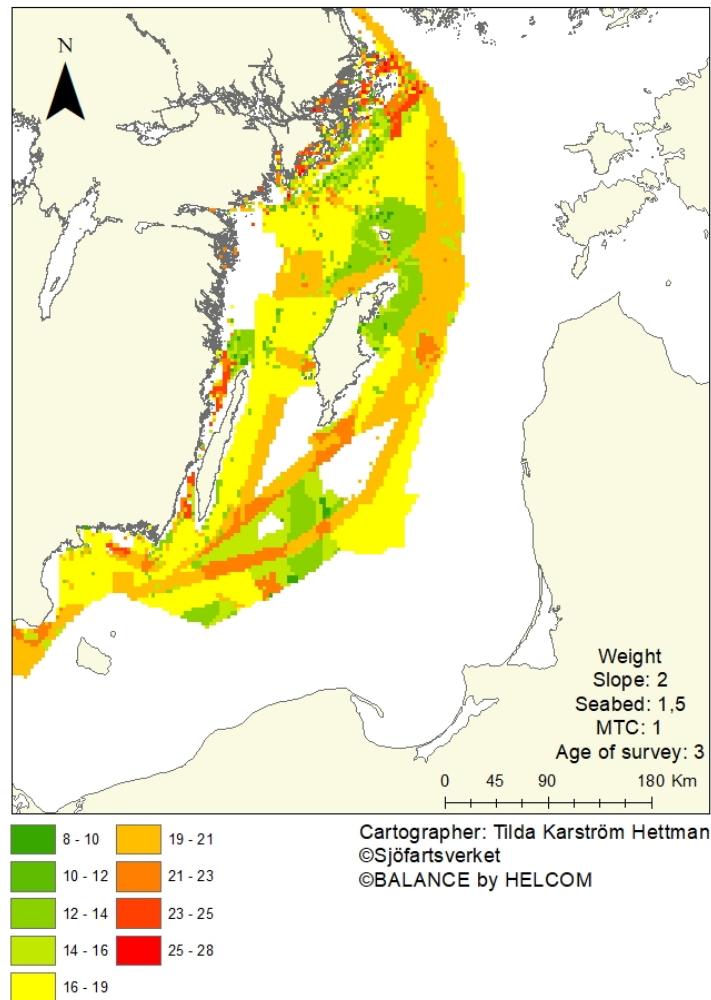 N
Weight
Slope: 2
Seabed: 1,5
MTC: 1
Age of survey: 3
0 45 90 180 Km
8 - 10
10 - 12
12 - 14
14 - 16
16 - 19
19 - 21
21 - 23
23 - 25
25 - 28
Cartographer: Tilda Karström Hettman
©Sjöfartsverket
©BALANCE by HELCOM